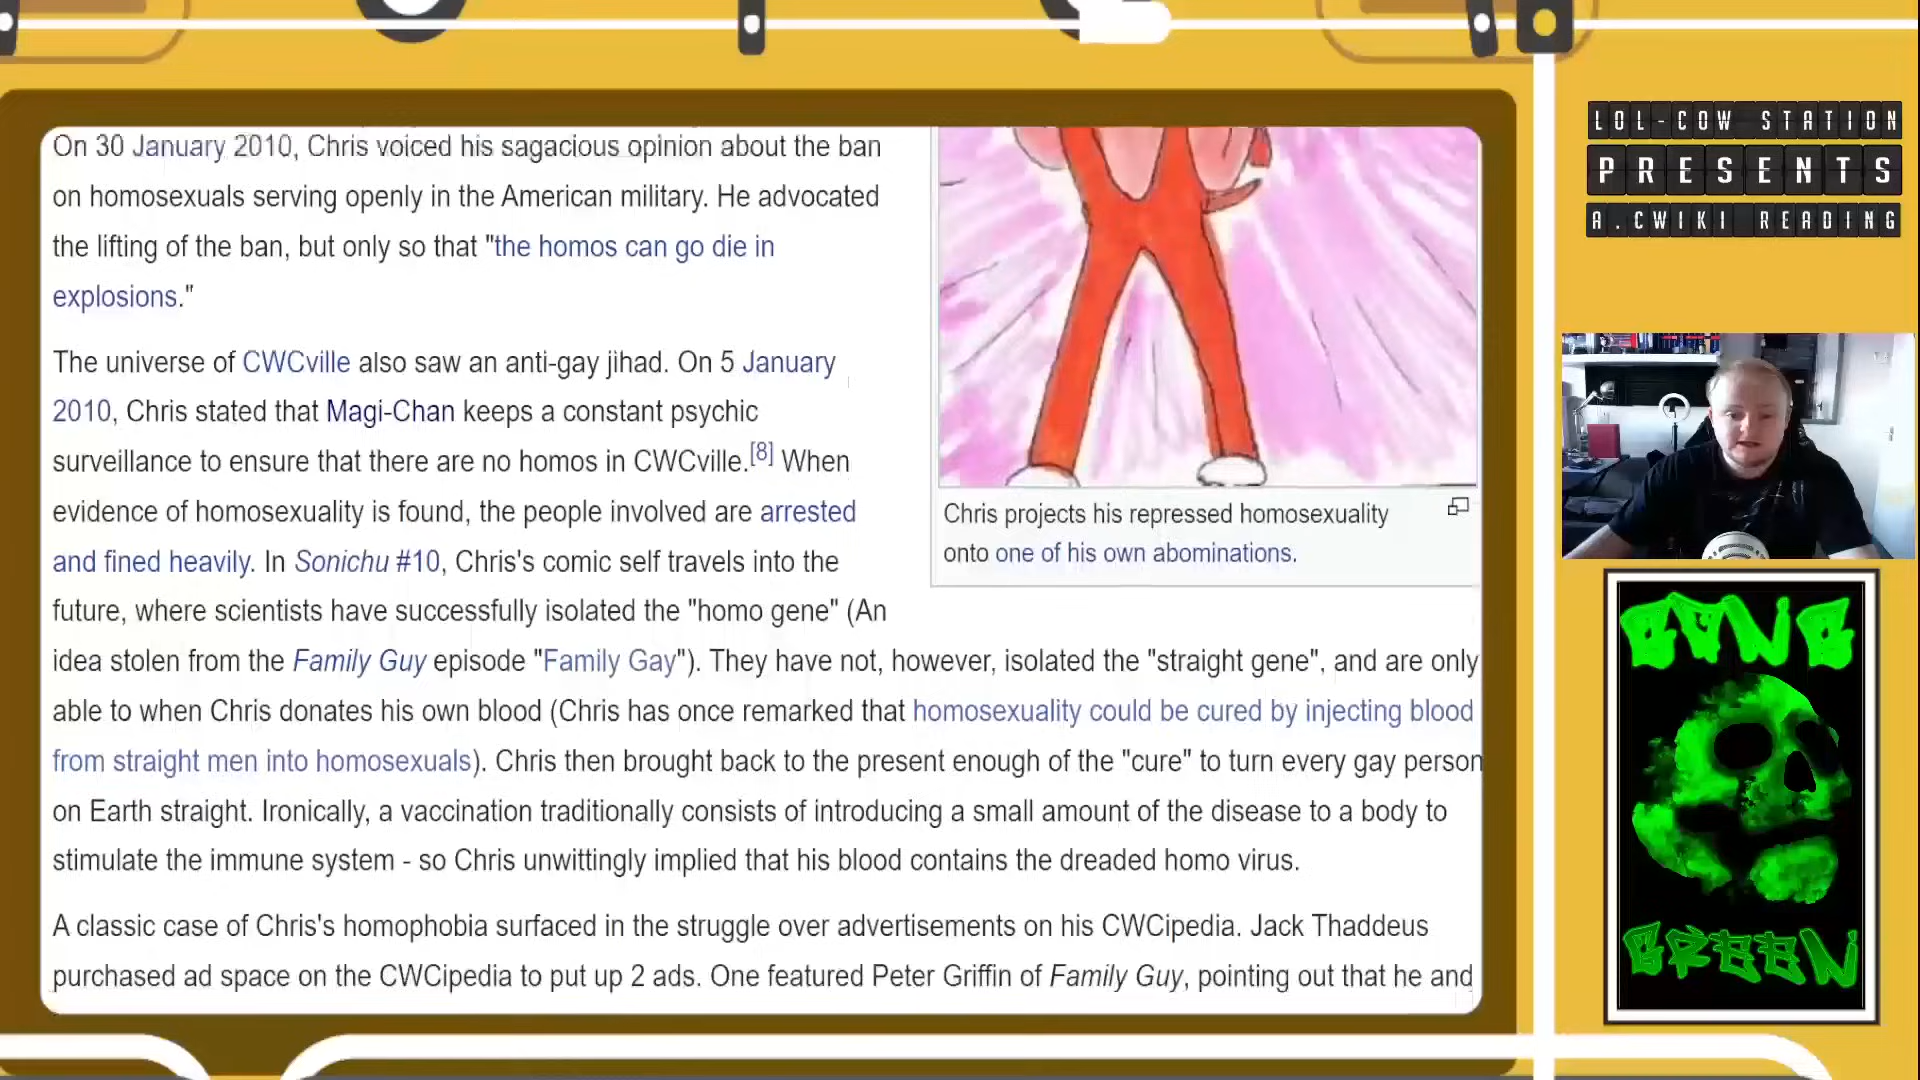 On 30 January 2010, Chris voiced his sagacious opinion about the ban
on homosexuals serving openly in the American military. He advocated
the lifting of the ban, but only so that "the homos can go die in
explosions."
The universe of CWCville also saw an anti-gay jihad. On 5 January
2010, Chris stated that Magi-Chan keeps a constant psychic
surveillance to ensure that there are no homos in CWCville.[8] When
evidence of homosexuality is found, the people involved are arrested
and fined heavily. In Sonichu #10, Chris's comic self travels into the
future, where scientists have successfully isolated the "homo gene" (An
idea stolen from the Family Guy episode "Family Gay"). They have not, however, isolated the "straight gene", and are only
able to when Chris donates his own blood (Chris has once remarked that homosexuality could be cured by injecting blood
from straight men into homosexuals). Chris then brought back to the present enough of the "cure" to turn every gay person
on Earth straight. Ironically, a vaccination traditionally consists of introducing a small amount of the disease to a body to
stimulate the immune system - so Chris unwittingly implied that his blood contains the dreaded homo virus.
A classic case of Chris's homophobia surfaced in the struggle over advertisements on his CWCipedia. Jack Thaddeus
purchased ad space on the CWCipedia to put up 2 ads. One featured Peter Griffin of Family Guy, pointing out that he and
Chris projects his repressed homosexuality
onto one of his own abominations.
LOL-COW STATION
PRESENTS
A.CWIKI READING
GONE
GREEN